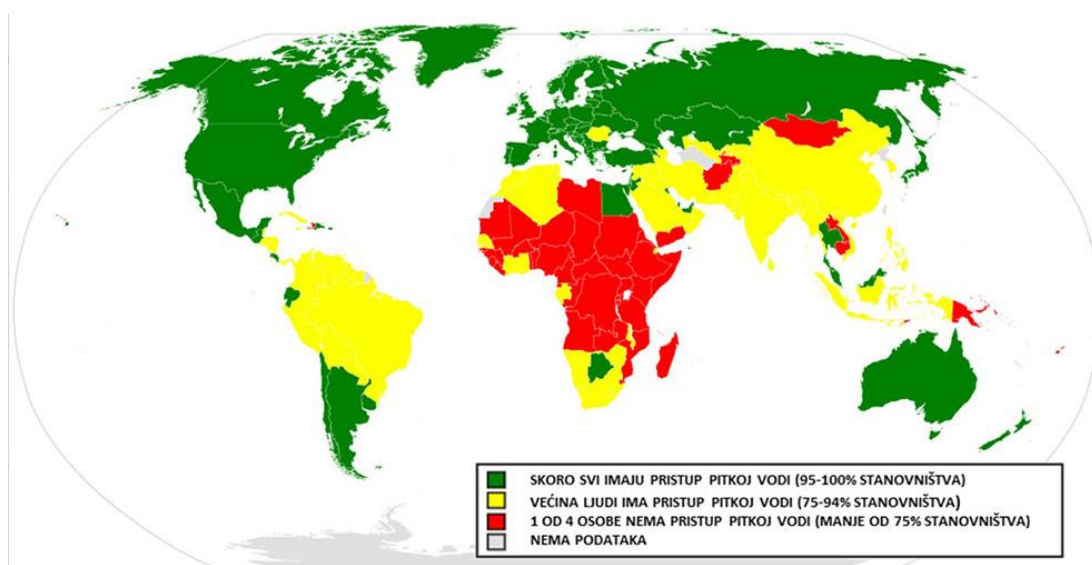 SKORO SVI IMAJU PRISTUP PITKOJ VODI (95-100% STANOVNIŠTVA)
VEĆINA LJUDI IMA PRISTUP PITKOJ VODI (75-94% STANOVNIŠTVA)
1 OD 4 OSOBE NEMA PRISTUP PITKOJ VODI (MANJE OD 75% STANOVNIŠTVA)
NEMA PODATAKA